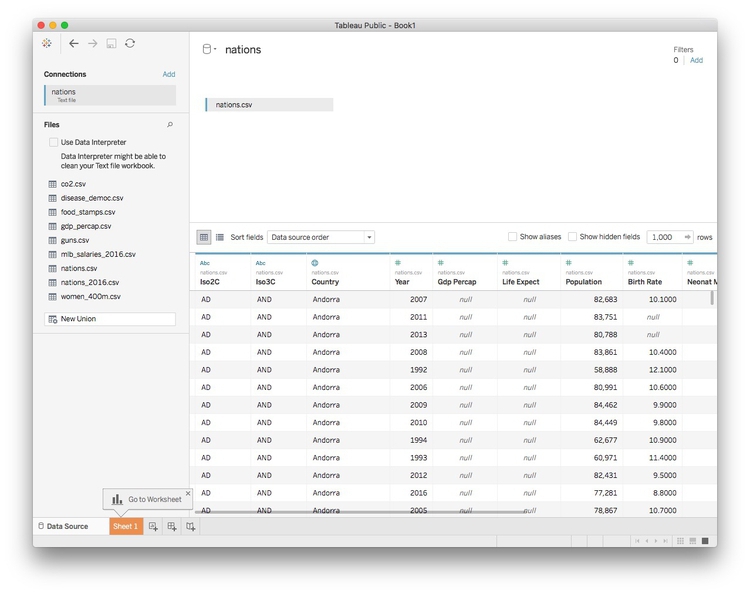 Tableau Public - Book1
Connections Add
nations
Text file
Files
Use Data Interpreter
Data Interpreter might be able to
clean your Text file workbook.
co2.csv
disease_democ.csv
food_stamps.csv
gdp_percap.csv
guns.csv
mlb_salaries_2016.csv
nations.csv
nations_2016.csv
women_400m.csv
New Union
nations
Filters
0 Add
nations.csv
Sort fields Data source order Show aliases Show hidden fields 1,000 rows
Abc Abc
nations.csv nations.csv nations.csv nations.csv nations.csv nations.csv nations.csv nations.csv nations.csv
Iso2C Iso3C Country Year Gdp Percap Life Expect Population Birth Rate Neonat M
AD AND Andorra 2007 null null 82,683 10.1000
AD AND Andorra 2011 null null 83,751 null
AD AND Andorra 2013 null null 80,788 null
AD AND Andorra 2008 null null 83,861 10.4000
AD AND Andorra 1992 null null 58,888 12.1000
AD AND Andorra 2006 null null 80,991 10.6000
AD AND Andorra 2009 null null 84,462 9.9000
AD AND Andorra 2010 null null 84,449 9.8000
AD AND Andorra 1994 null null 62,677 10.9000
AD AND Andorra 1993 null null 60,971 11.4000
AD AND Andorra 2012 null null 82,431 9.5000
AD AND Andorra 2016 null null 77,281 8.8000
AD AND Andorra 2005 null null 78,867 10.7000
Go to Worksheet
Data Source Sheet 1